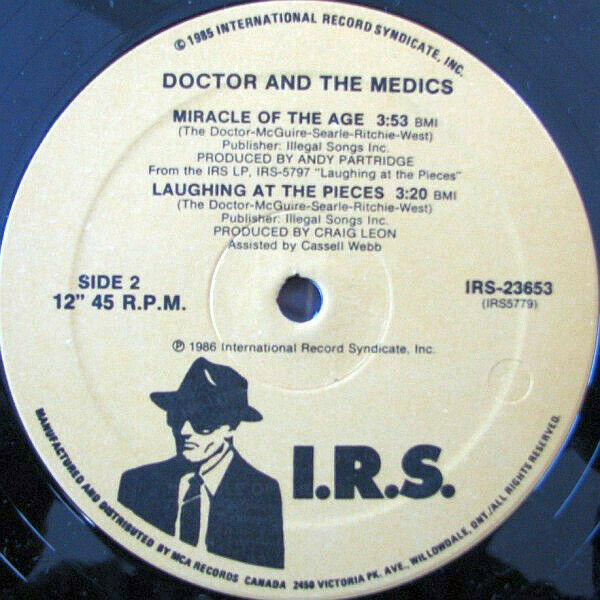 © 1985 INTERNATIONAL RECORD SYNDICATE, INC.
DOCTOR AND THE MEDICS
MIRACLE OF THE AGE 3:53 BMI
(The Doctor-McGuire-Searle-Ritchie-West)
Publisher: Illegal Songs Inc.
PRODUCED BY ANDY PARTRIDGE
From the IRS LP, IRS-5797 "Laughing at the Pieces"
LAUGHING AT THE PIECES 3:20 BMI
(The Doctor-McGuire-Searle-Ritchie-West)
Publisher: Illegal Songs Inc.
PRODUCED BY CRAIG LEON
Assisted by Cassell Webb
SIDE 2
12" 45 R.P.M.
IRS-23653
(IRS5779)
℗ 1986 International Record Syndicate, Inc.
I.R.S.
MANUFACTURED AND DISTRIBUTED BY MCA RECORDS CANADA 2450 VICTORIA PK. AVE., WILLOWDALE, ONT./ALL RIGHTS RESERVED.